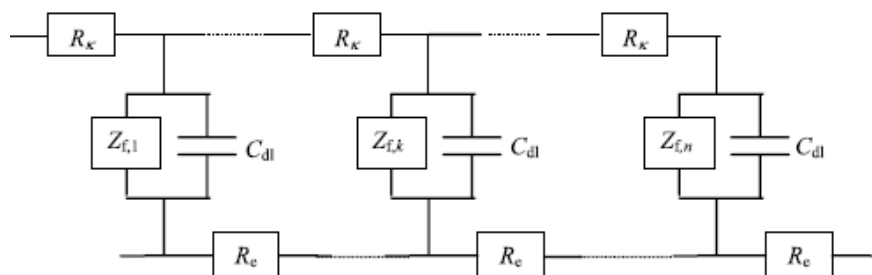 Rκ Rκ Rκ
Zf,1 Cdl Zf,k Cdl Zf,n Cdl
Re Re Re